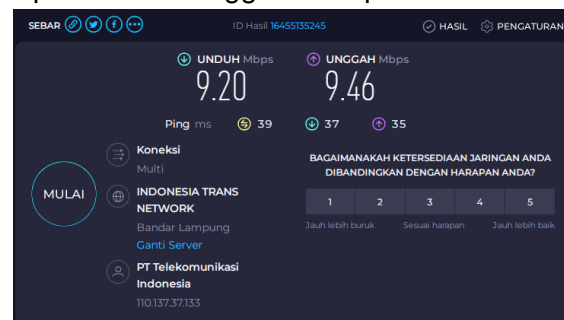 SEBAR
ID Hasil 16455135245
HASIL
PENGATURAN
UNDUH Mbps
9.20
UNGGAH Mbps
9.46
Ping ms 39 37 35
MULAI
Koneksi
Multi
INDONESIA TRANS
NETWORK
Bandar Lampung
Ganti Server
PT Telekomunikasi
Indonesia
110.137.37.133
BAGAIMANAKAH KETERSEDIAAN JARINGAN ANDA
DIBANDINGKAN DENGAN HARAPAN ANDA?
1 2 3 4 5
Jauh lebih buruk Sesuai harapan Jauh lebih baik